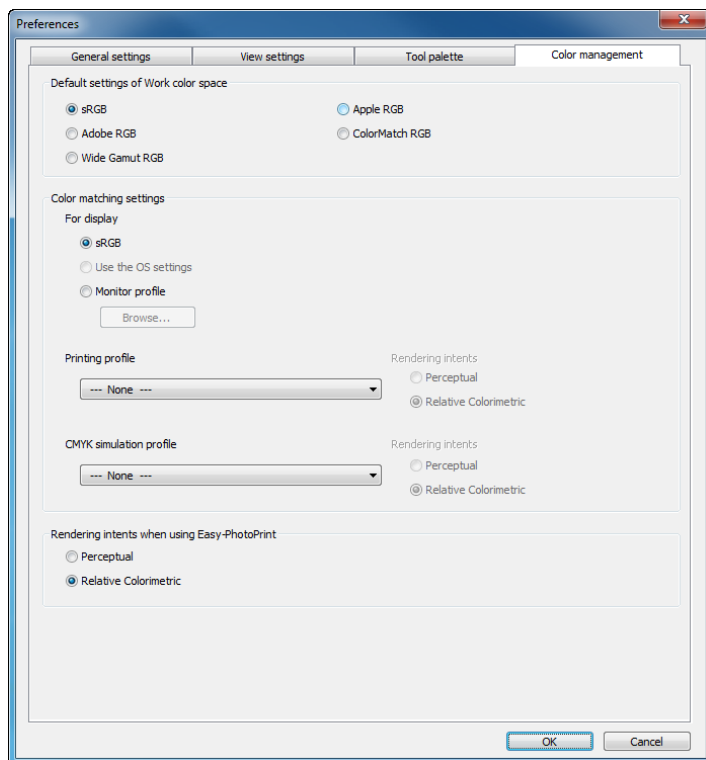 Preferences
General settings View settings Tool palette Color management
Default settings of Work color space
sRGB Apple RGB
Adobe RGB ColorMatch RGB
Wide Gamut RGB
Color matching settings
For display
sRGB
Use the OS settings
Monitor profile
Browse...
Printing profile Rendering intents
--- None --- Perceptual
Relative Colorimetric
CMYK simulation profile Rendering intents
--- None --- Perceptual
Relative Colorimetric
Rendering intents when using Easy-PhotoPrint
Perceptual
Relative Colorimetric
OK Cancel